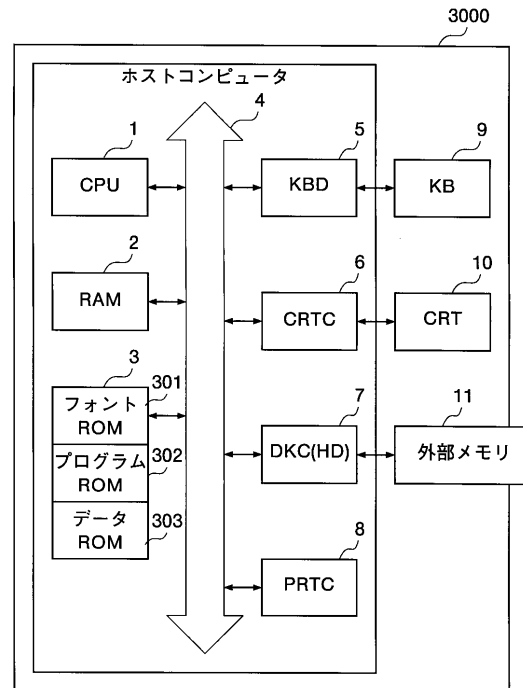 3000
ホストコンピュータ
4
1
CPU
5
KBD
9
KB
2
RAM
6
CRTC
10
CRT
3
301
フォント
ROM
302
プログラム
ROM
303
データ
ROM
7
DKC(HD)
11
外部メモリ
8
PRTC